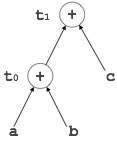 t₁ +
t₀ + c
a b